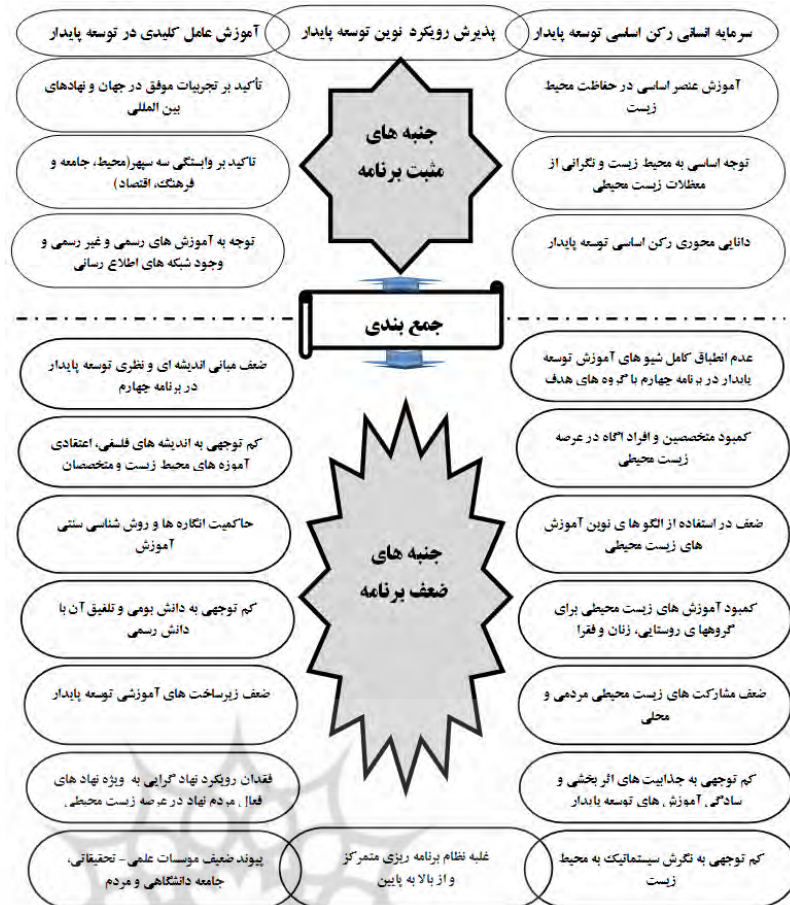 سرمایه انسانی رکن اساسی توسعه پایدار
پذیرش رویکرد نوین توسعه پایدار
آموزش عامل کلیدی در توسعه پایدار
آموزش عنصر اساسی در حفاظت محیط
زیست
تأکید بر تجربیات موفق در جهان و نهادهای
بین المللی
جنبه های
مثبت برنامه
توجه اساسی به محیط زیست و نگرانی از
معظلات زیست محیطی
تاکید بر وابستگی سه سپهر(محیط، جامعه و
فرهنگ، اقتصاد)
دانایی محوری رکن اساسی توسعه پایدار
توجه به آموزش های رسمی و غیر رسمی و
وجود شبکه های اطلاع رسانی
جمع بندی
عدم انطباق کامل شیو های آموزش توسعه
پایدار در برنامه چهارم با گروه های هدف
ضعف مبانی اندیشه ای و نظری توسعه پایدار
در برنامه چهارم
کمبود متخصصین و افراد آگاه در عرصه
زیست محیطی
کم توجهی به اندیشه های فلسفی، اعتقادی
آموزه های محیط زیست و متخصصان
ضعف در استفاده از الگو ها ی نوین آموزش
های زیست محیطی
حاکمیت انگاره ها و روش شناسی سنتی
آموزش
جنبه های
ضعف برنامه
کمبود آموزش های زیست محیطی برای
گروهها ی روستایی، زنان و فقرا
کم توجهی به دانش بومی و تلفیق آن با
دانش رسمی
ضعف مشارکت های زیست محیطی مردمی و
محلی
ضعف زیرساخت های آموزشی توسعه پایدار
کم توجهی به جذابیت های اثر بخشی و
سادگی آموزش های توسعه پایدار
فقدان رویکرد نهاد گرایی به ویژه نهاد های
فعال مردم نهاد در عرصه زیست محیطی
کم توجهی به نگرش سیستماتیک به محیط
زیست
غلبه نظام برنامه ریزی متمرکز
و از بالا به پایین
پیوند ضعیف موسسات علمی - تحقیقاتی،
جامعه دانشگاهی و مردم